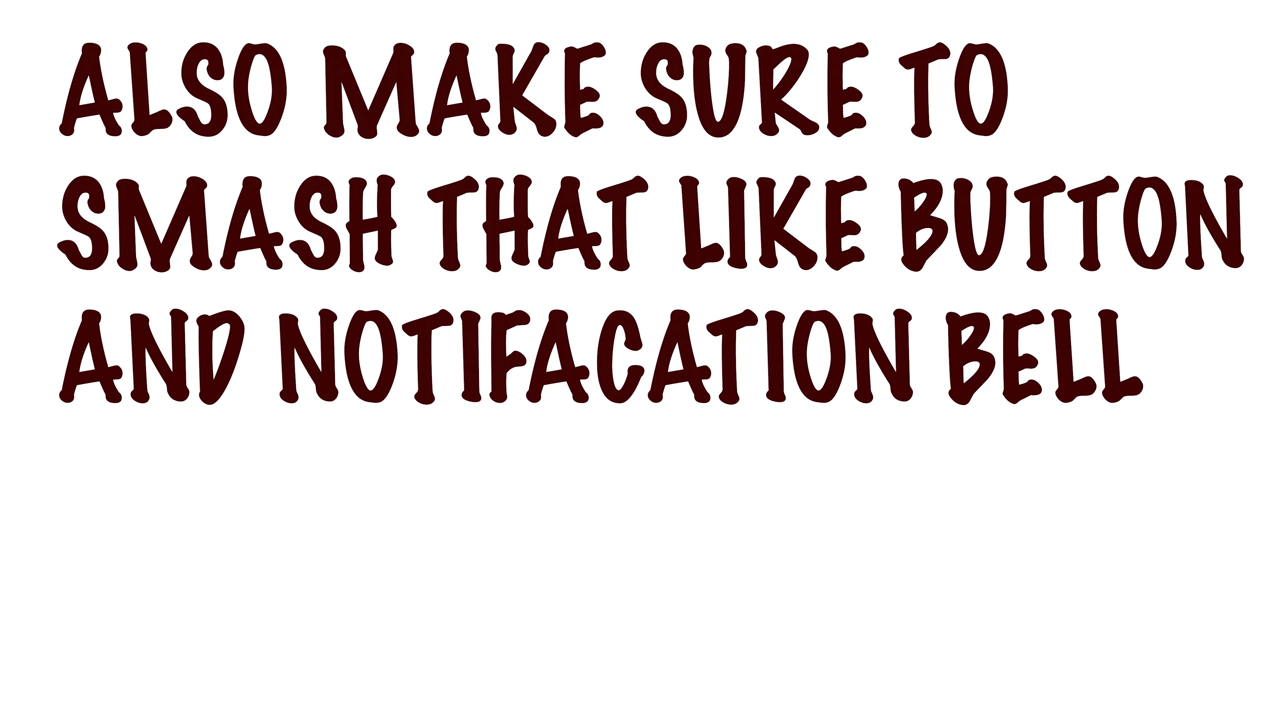 ALSO MAKE SURE TO
SMASH THAT LIKE BUTTON
AND NOTIFACATION BELL